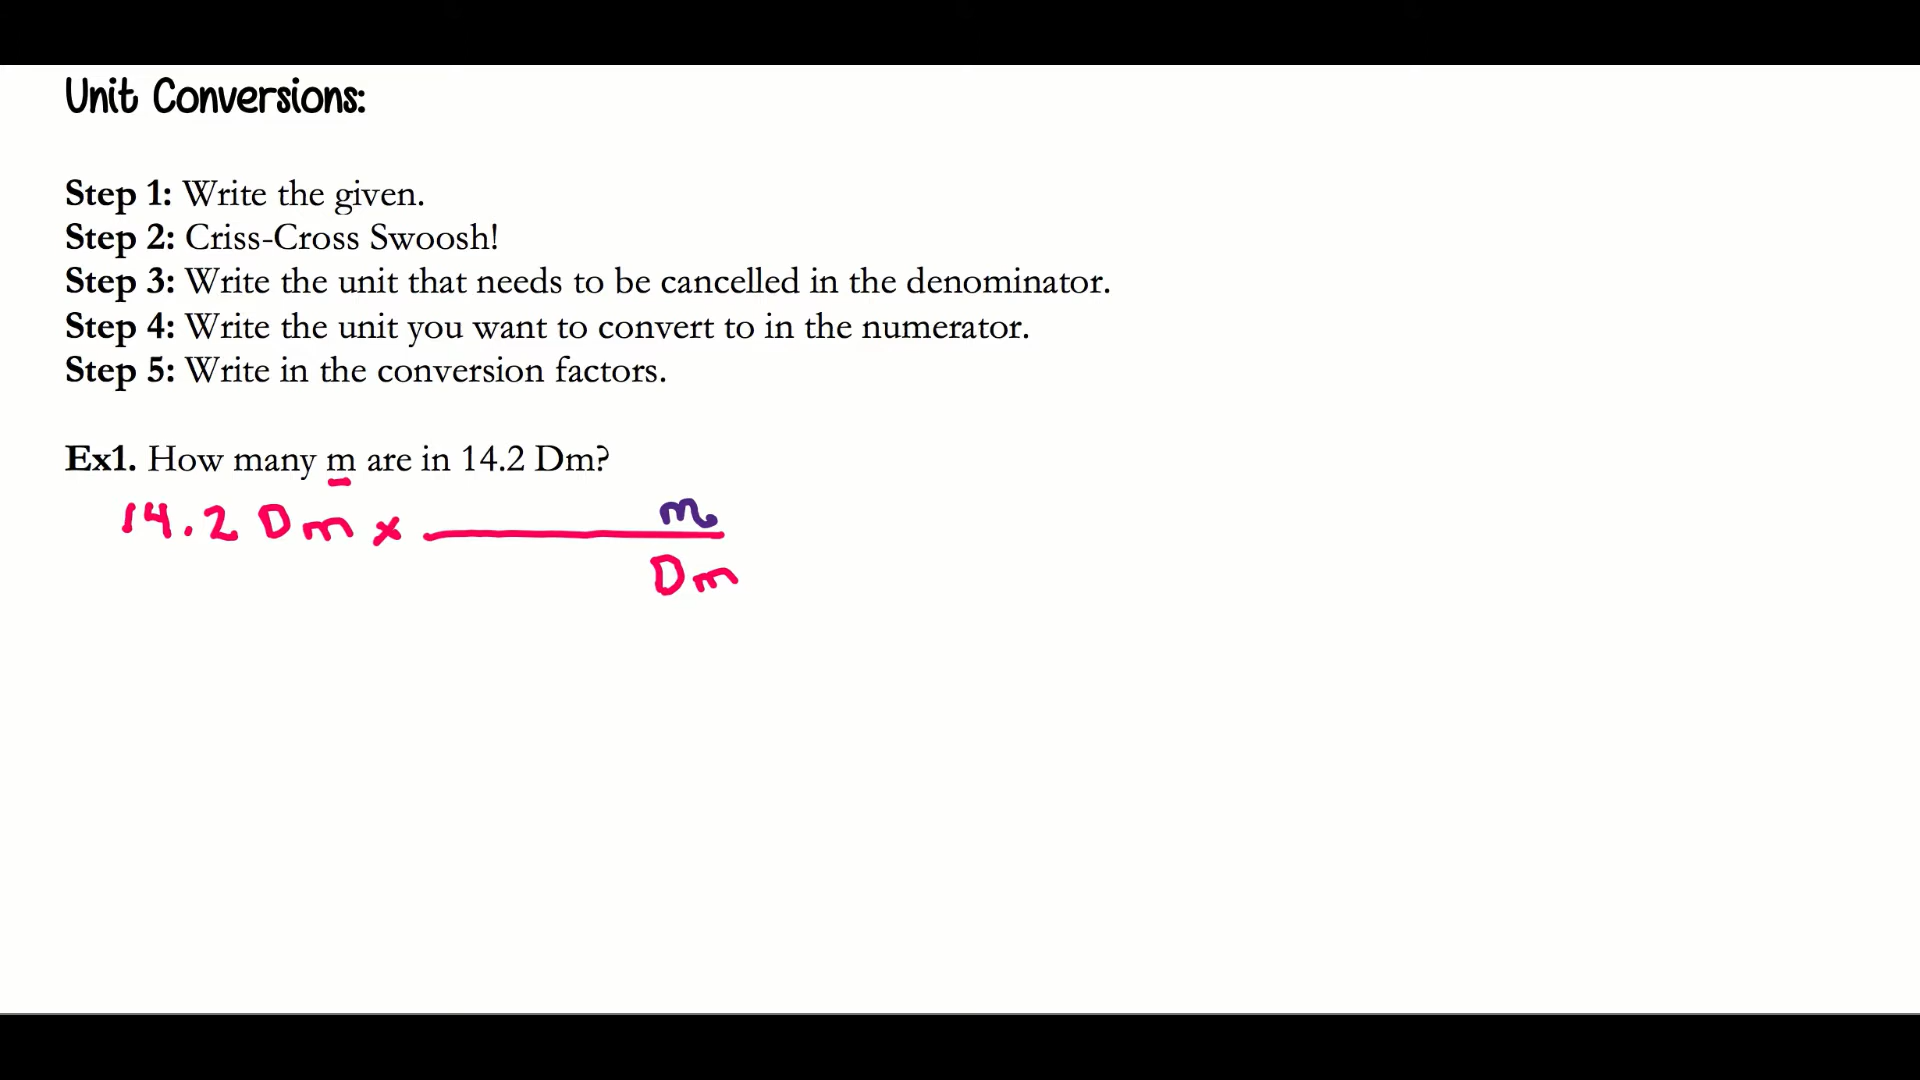 Unit Conversions:
Step 1: Write the given.
Step 2: Criss-Cross Swoosh!
Step 3: Write the unit that needs to be cancelled in the denominator.
Step 4: Write the unit you want to convert to in the numerator.
Step 5: Write in the conversion factors.
Ex1. How many m are in 14.2 Dm?
14.2 Dm x m
Dm